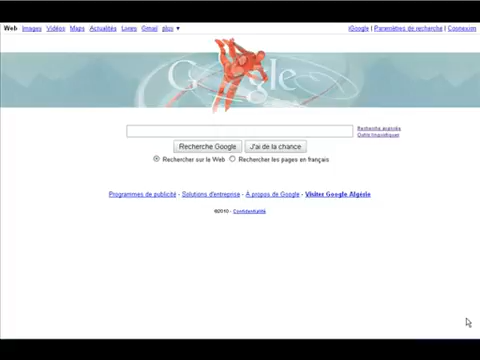 Web Images Vidéos Maps Actualités Livres Gmail plus ▼
iGoogle | Paramètres de recherche | Connexion
Google
Recherche avancée
Outils linguistiques
Recherche Google
J'ai de la chance
Rechercher sur le Web
Rechercher les pages en français
Programmes de publicité - Solutions d'entreprise - À propos de Google - Visiter Google Algérie
©2010 - Confidentialité